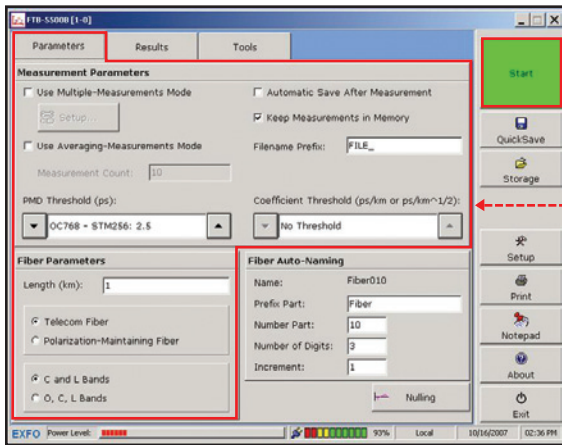 FTB-5500B [1-0]
Parameters
Results
Tools
Measurement Parameters
Use Multiple-Measurements Mode
Setup...
Use Averaging-Measurements Mode
Measurement Count: 10
PMD Threshold (ps):
OC768 - STM256: 2.5
Automatic Save After Measurement
Keep Measurements in Memory
Filename Prefix: FILE_
Coefficient Threshold (ps/km or ps/km^1/2):
No Threshold
Fiber Parameters
Length (km): 1
Telecom Fiber
Polarization-Maintaining Fiber
C and L Bands
O, C, L Bands
Fiber Auto-Naming
Name: Fiber010
Prefix Part: Fiber
Number Part: 10
Number of Digits: 3
Increment: 1
Nulling
Start
QuickSave
Storage
Setup
Print
Notepad
About
Exit
EXFO Power Level: 93% Local 10/16/2007 02:36 PM